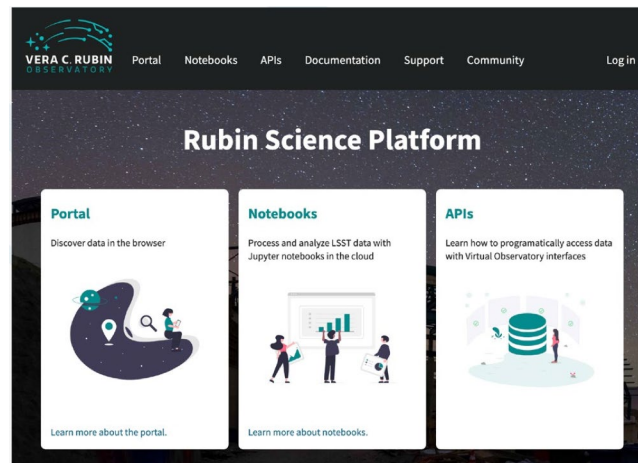 VERA C. RUBIN
OBSERVATORY
Portal
Notebooks
APIs
Documentation
Support
Community
Log in
Rubin Science Platform
Portal
Discover data in the browser
Learn more about the portal.
Notebooks
Process and analyze LSST data with
Jupyter notebooks in the cloud
Learn more about notebooks.
APIs
Learn how to programatically access data
with Virtual Observatory interfaces